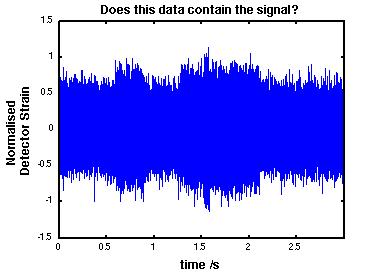 Does this data contain the signal?
1.5
1
0.5
0
-0.5
-1
-1.5
Normalised
Detector Strain
0 0.5 1 1.5 2 2.5
time /s